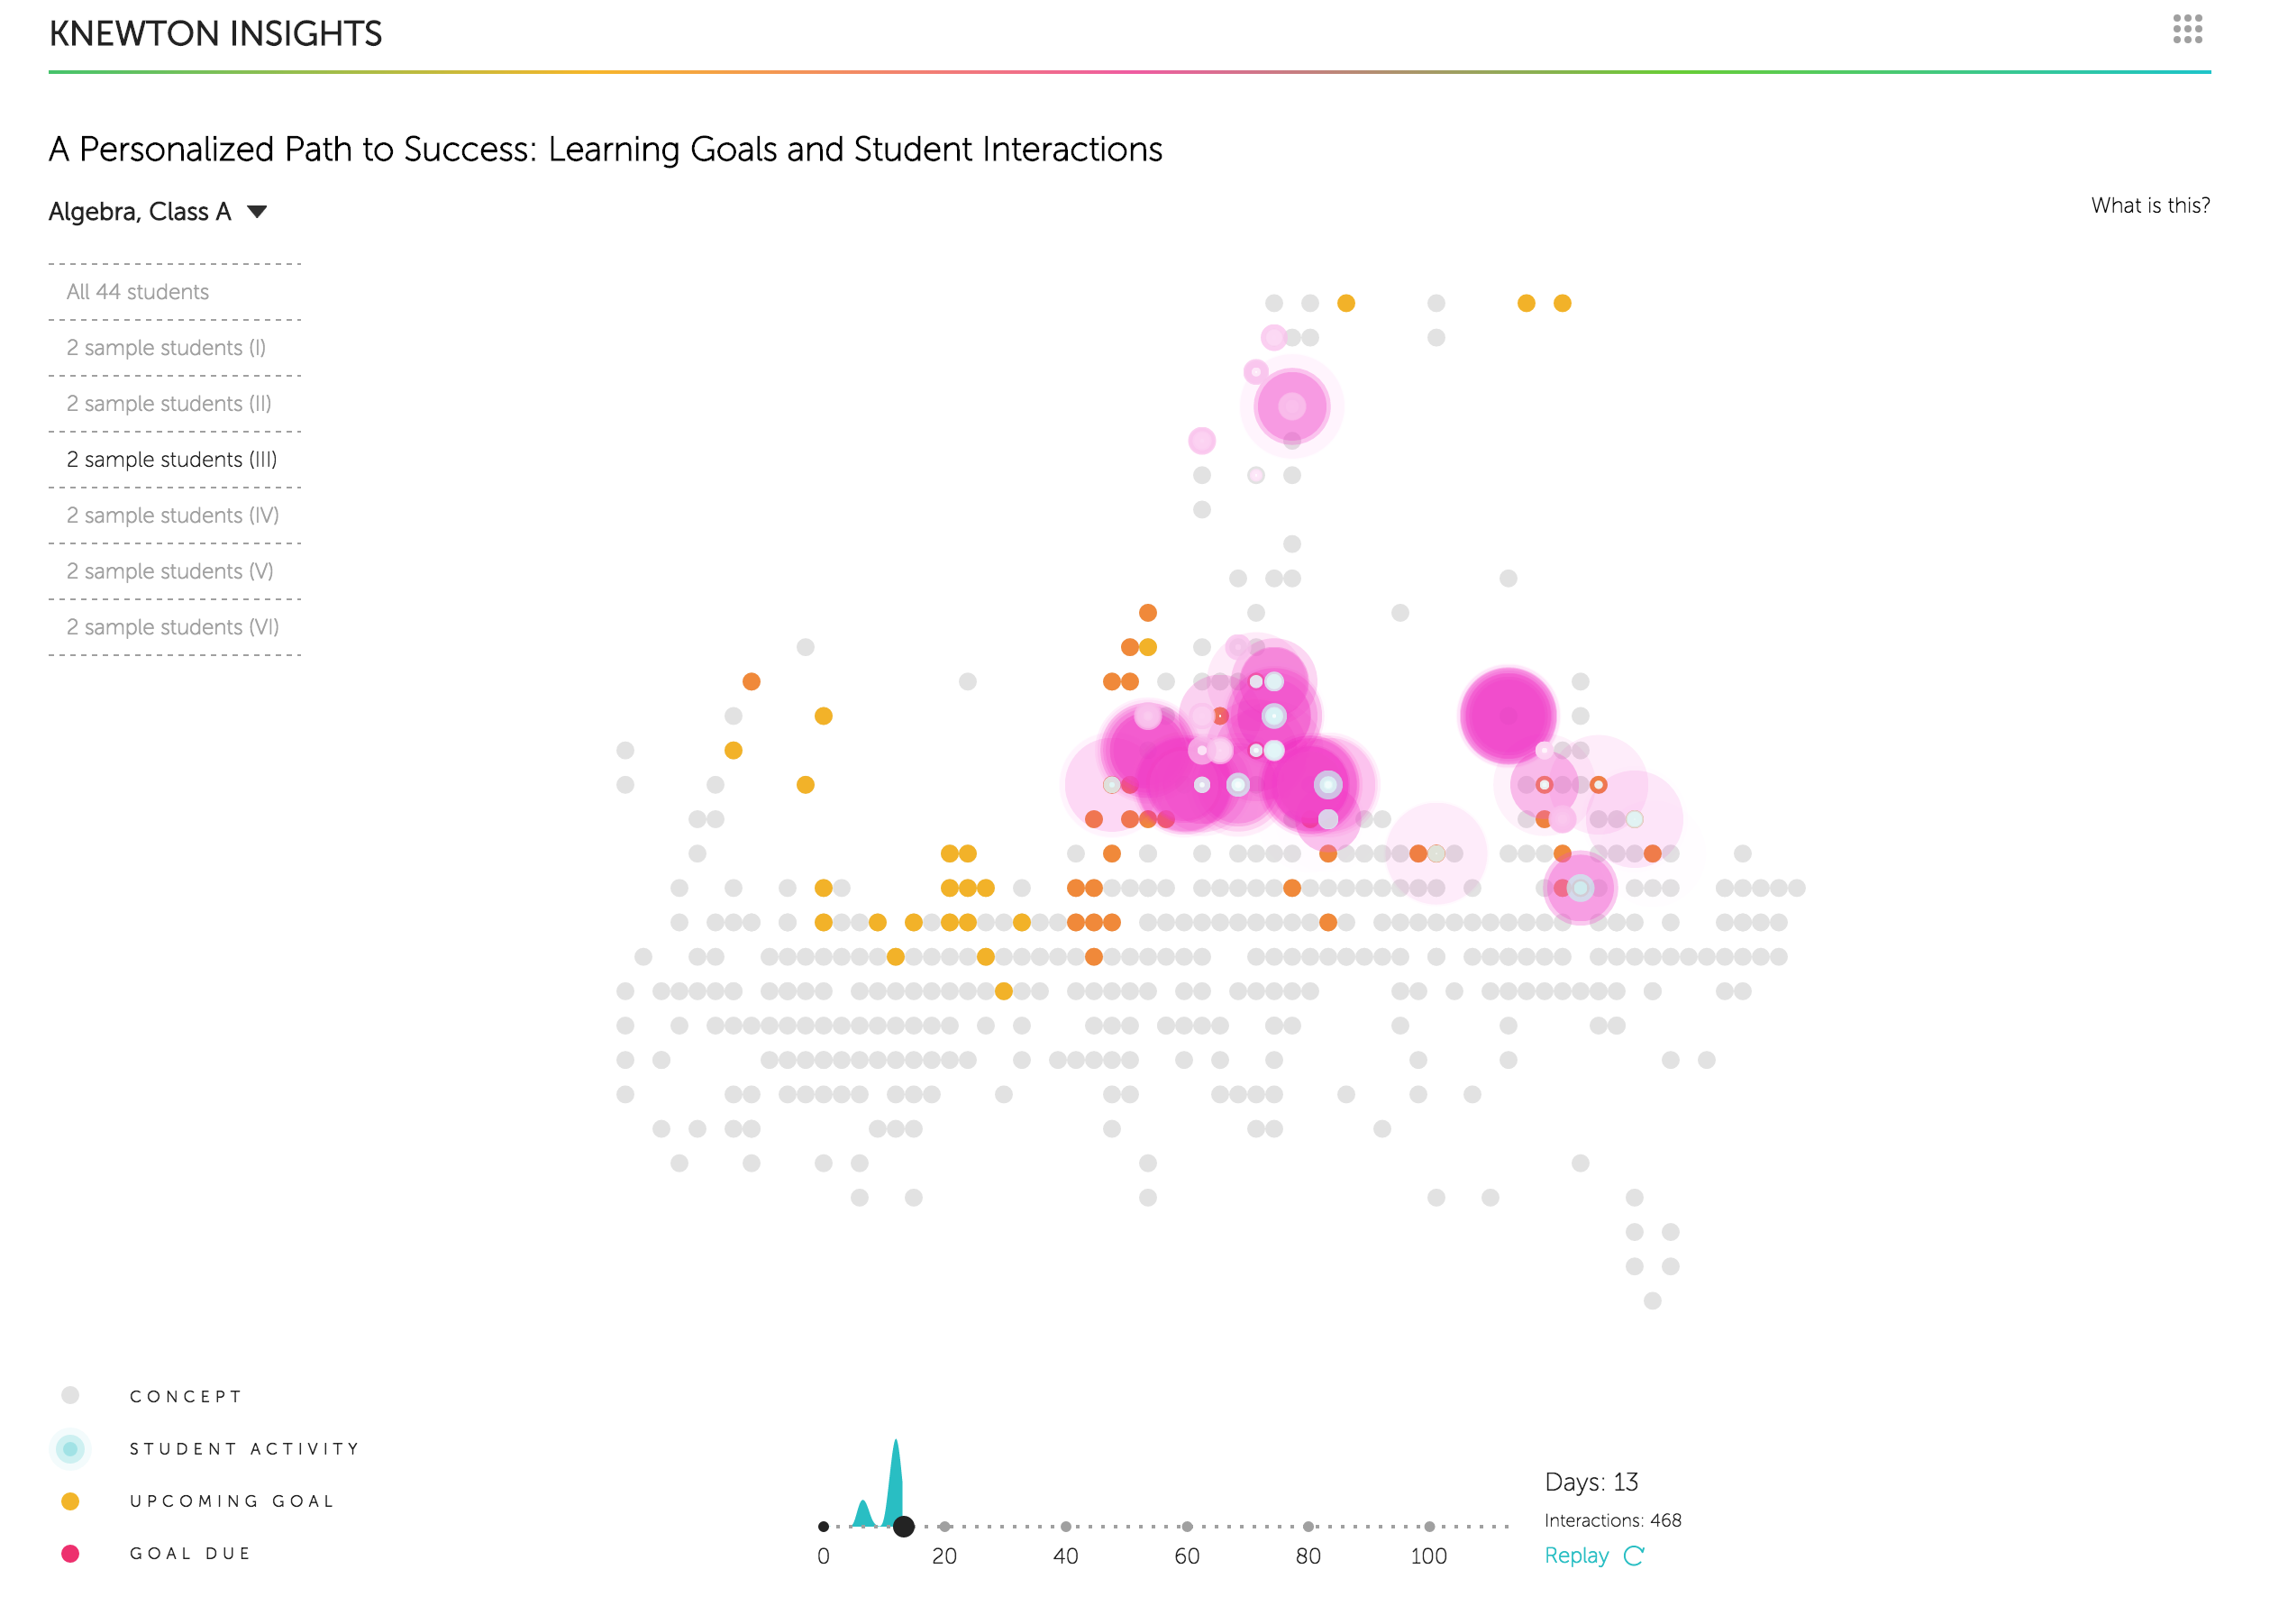 KNEWTON INSIGHTS
A Personalized Path to Success: Learning Goals and Student Interactions
Algebra, Class A
What is this?
All 44 students
2 sample students (I)
2 sample students (II)
2 sample students (III)
2 sample students (IV)
2 sample students (V)
2 sample students (VI)
CONCEPT
STUDENT ACTIVITY
UPCOMING GOAL
GOAL DUE
0 20 40 60 80 100
Days: 13
Interactions: 468
Replay